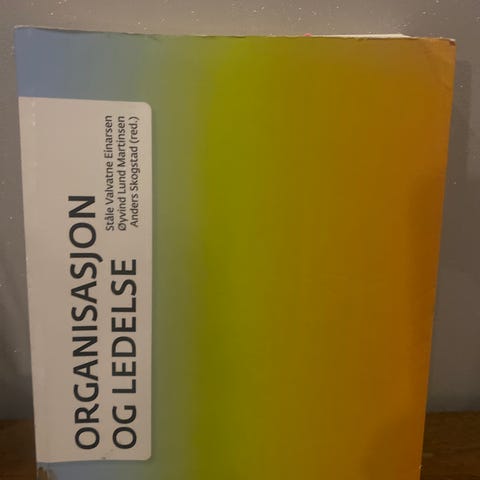 Ståle Valvatne Einarsen
Øyvind Lund Martinsen
Anders Skogstad (red.)
ORGANISASJON
OG LEDELSE